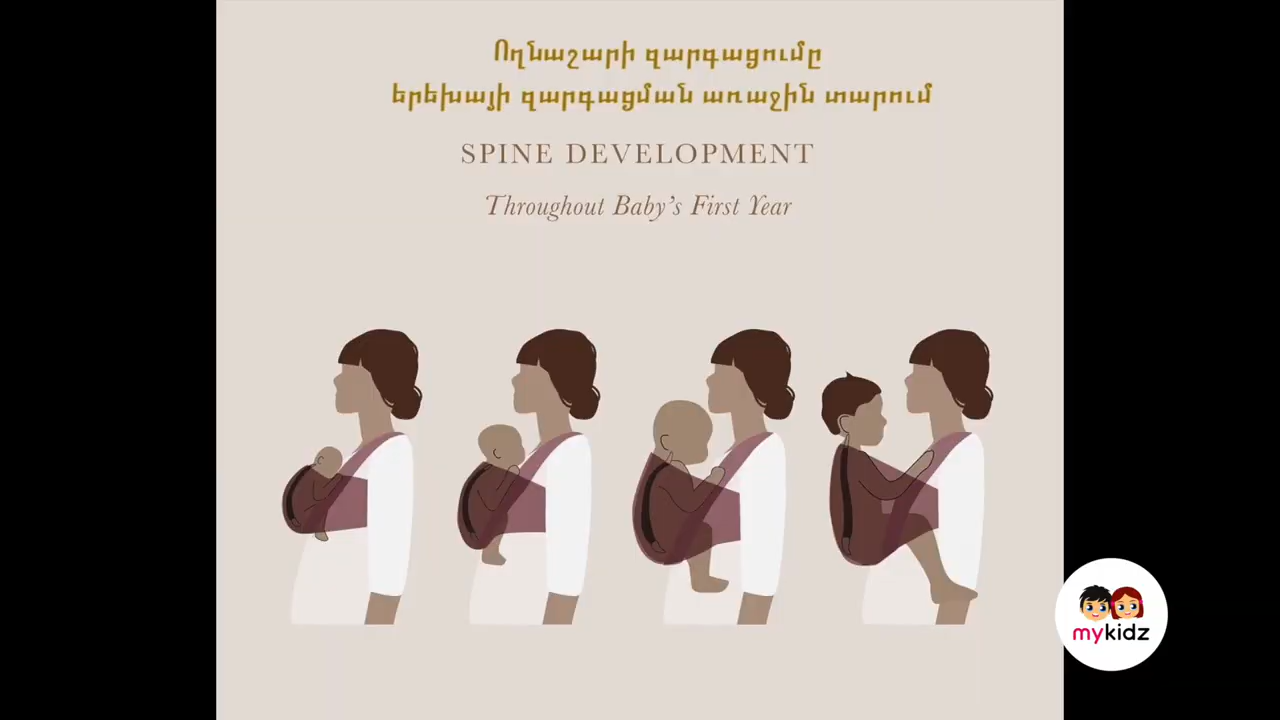 Ողնաշարի զարգացումը
երեխայի զարգացման առաջին տարում
SPINE DEVELOPMENT
Throughout Baby's First Year
mykidz